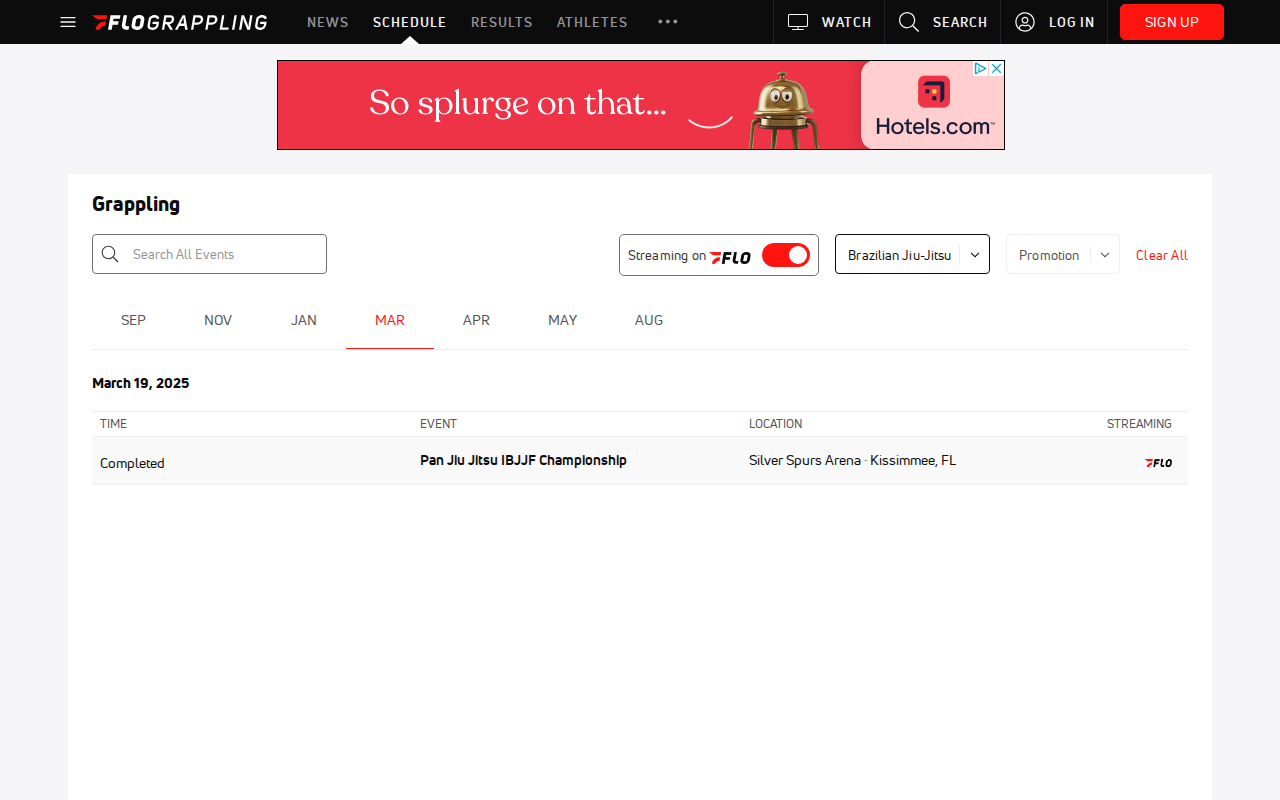 FLOGRAPPLING NEWS SCHEDULE RESULTS ATHLETES WATCH SEARCH LOG IN SIGN UP
So splurge on that...
Hotels.com™
Grappling
Search All Events
Streaming on FLO
Brazilian Jiu-Jitsu
Promotion
Clear All
SEP NOV JAN MAR APR MAY AUG
March 19, 2025
TIME EVENT LOCATION STREAMING
Completed Pan Jiu Jitsu IBJJF Championship Silver Spurs Arena · Kissimmee, FL FLO